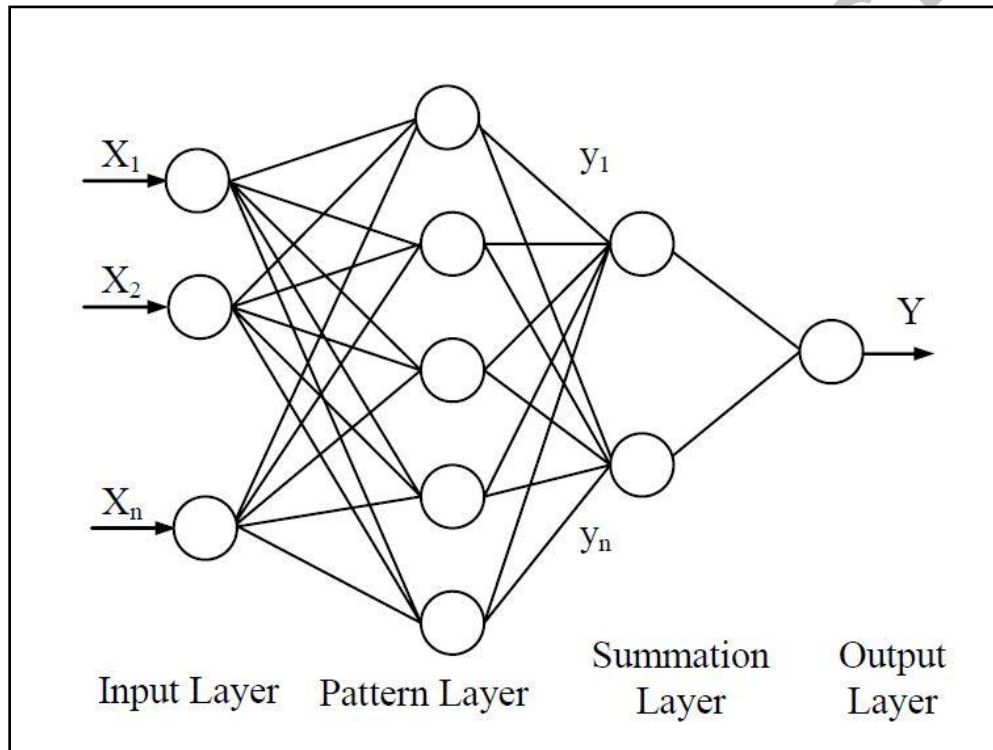 X₁
X₂
Xₙ
y₁
yₙ
Y
Input Layer
Pattern Layer
Summation
Layer
Output
Layer